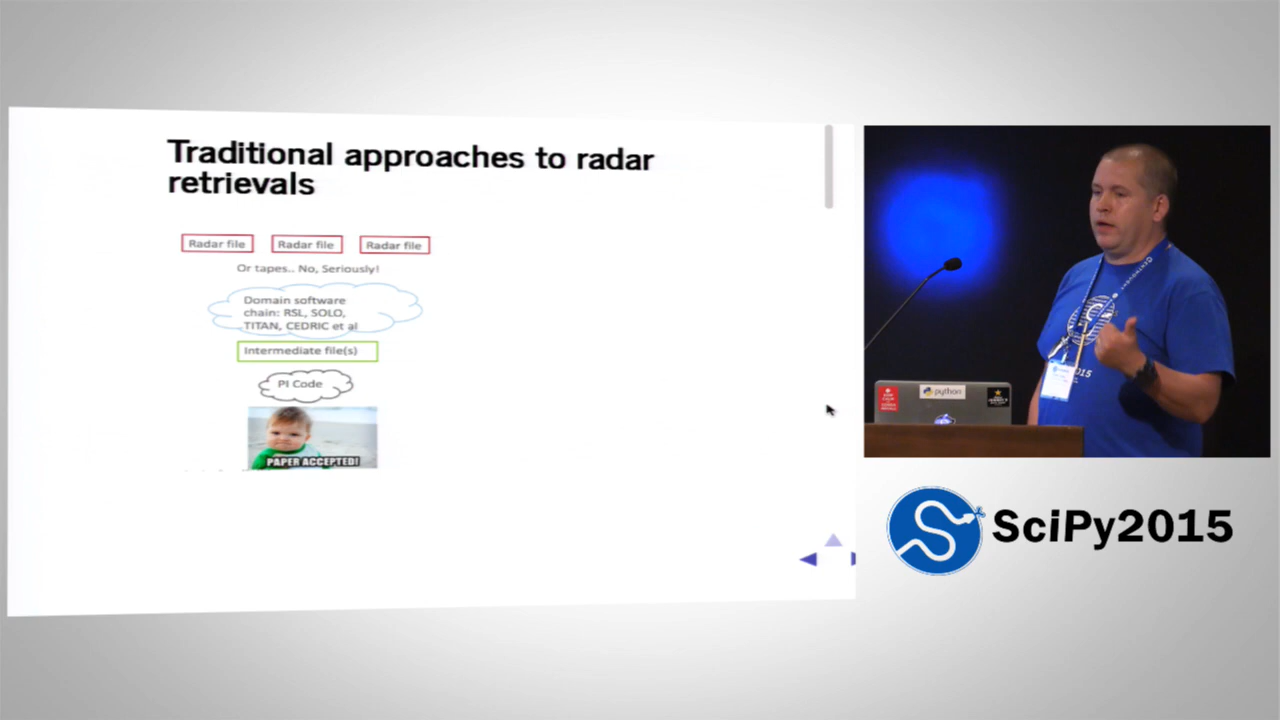 Traditional approaches to radar
retrievals
Radar file Radar file Radar file
Or tapes.. No, Seriously!
Domain software
chain: RSL, SOLO,
TITAN, CEDRIC et al
Intermediate file(s)
PI Code
PAPER ACCEPTED!
python
2015
SciPy2015